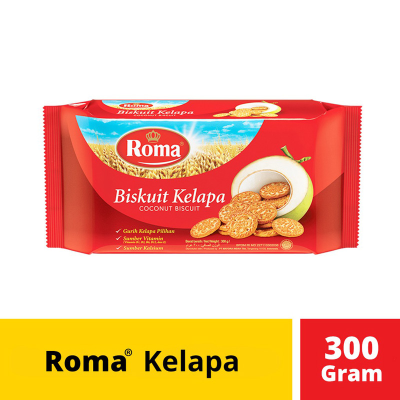 Roma®
Biskuit Kelapa
COCONUT BISCUIT
Gurih Kelapa Pilihan
Sumber Vitamin
Sumber Kalsium
Roma® Kelapa
300
Gram